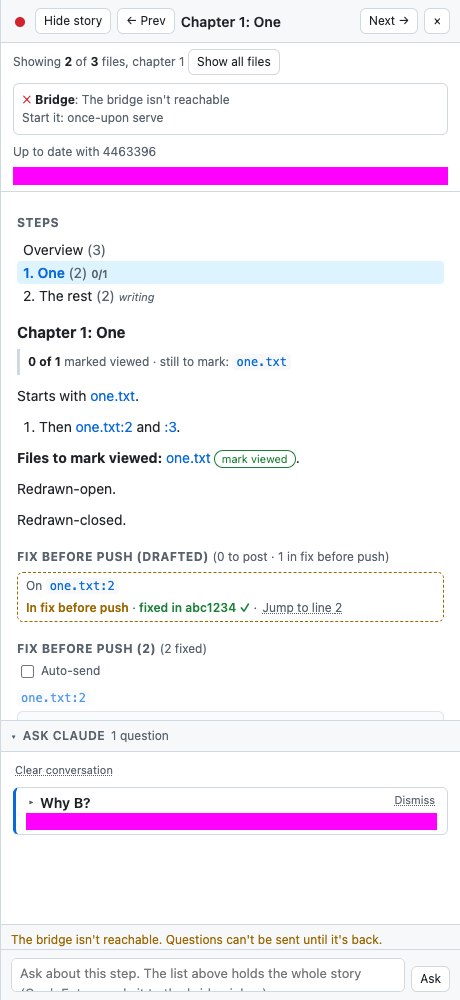 Hide story ← Prev Chapter 1: One Next → ×
Showing 2 of 3 files, chapter 1 Show all files
× Bridge: The bridge isn't reachable
Start it: once-upon serve
Up to date with 4463396
STEPS
Overview (3)
1. One (2) 0/1
2. The rest (2) writing
Chapter 1: One
0 of 1 marked viewed · still to mark: one.txt
Starts with one.txt.
1. Then one.txt:2 and :3.
Files to mark viewed: one.txt mark viewed.
Redrawn-open.
Redrawn-closed.
FIX BEFORE PUSH (DRAFTED) (0 to post · 1 in fix before push)
On one.txt:2
In fix before push · fixed in abc1234 ✓ · Jump to line 2
FIX BEFORE PUSH (2) (2 fixed)
Auto-send
one.txt:2
ASK CLAUDE 1 question
Clear conversation
Why B? Dismiss
The bridge isn't reachable. Questions can't be sent until it's back.
Ask about this step. The list above holds the whole story
Ask